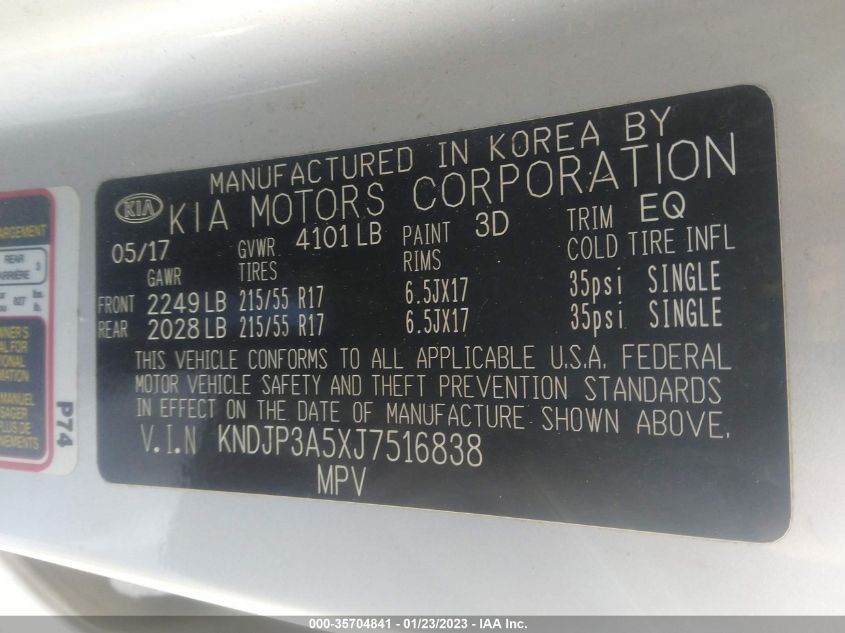 MANUFACTURED IN KOREA BY
KIA KIA MOTORS CORPORATION
05/17 GVWR 4101 LB PAINT 3D TRIM EQ
GAWR TIRES RIMS COLD TIRE INFL
FRONT 2249 LB 215/55 R17 6.5JX17 35psi SINGLE
REAR 2028 LB 215/55 R17 6.5JX17 35psi SINGLE
THIS VEHICLE CONFORMS TO ALL APPLICABLE U.S.A. FEDERAL
MOTOR VEHICLE SAFETY AND THEFT PREVENTION STANDARDS
IN EFFECT ON THE DATE OF MANUFACTURE SHOWN ABOVE.
V.I.N KNDJP3A5XJ7516838
MPV
REAR
3
827
lb.
P74
000-35704841 - 01/23/2023 - IAA Inc.